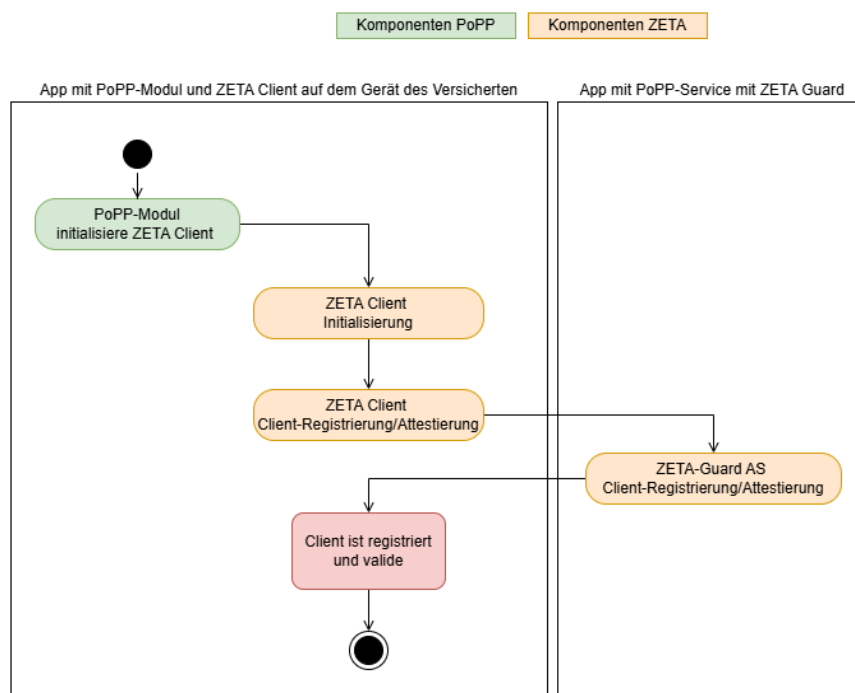 Komponenten PoPP
Komponenten ZETA
App mit PoPP-Modul und ZETA Client auf dem Gerät des Versicherten
App mit PoPP-Service mit ZETA Guard
PoPP-Modul
initialisiere ZETA Client
ZETA Client
Initialisierung
ZETA Client
Client-Registrierung/Attestierung
ZETA-Guard AS
Client-Registrierung/Attestierung
Client ist registriert
und valide